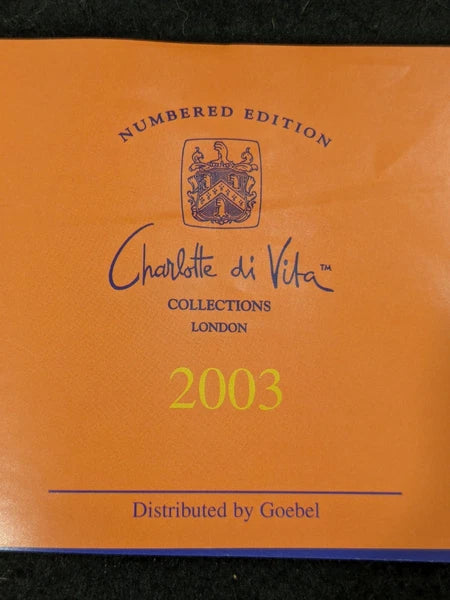 NUMBERED EDITION
Charlotte di Vita™
COLLECTIONS
LONDON
2003
Distributed by Goebel